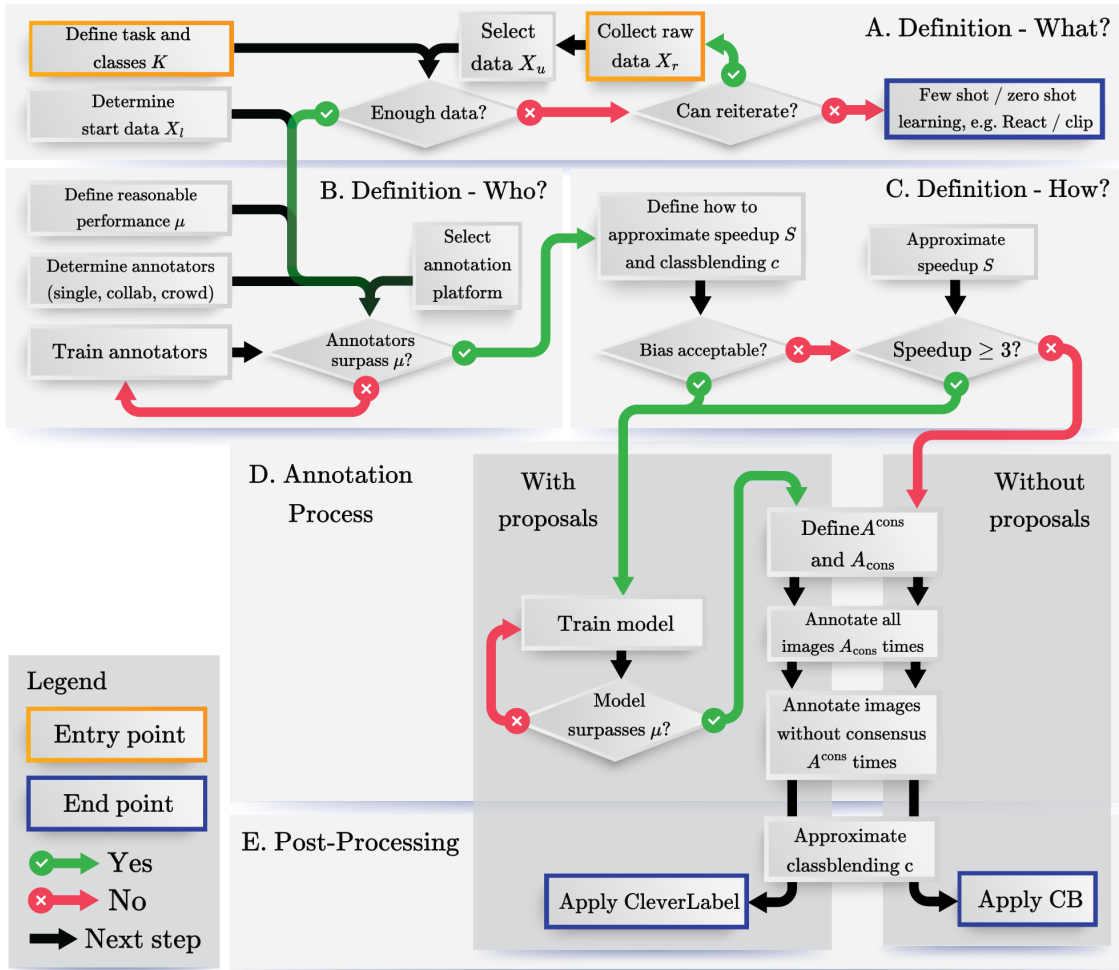 A. Definition - What?
Define task and
classes K
Select
data X_u
Collect raw
data X_r
Determine
start data X_l
Enough data?
Can reiterate?
Few shot / zero shot
learning, e.g. React / clip
B. Definition - Who?
Define reasonable
performance μ
Determine annotators
(single, collab, crowd)
Select
annotation
platform
Train annotators
Annotators
surpass μ?
C. Definition - How?
Define how to
approximate speedup S
and classblending c
Approximate
speedup S
Bias acceptable?
Speedup ≥ 3?
D. Annotation
Process
With
proposals
Without
proposals
DefineA^cons
and A_cons
Train model
Annotate all
images A_cons times
Model
surpasses μ?
Annotate images
without consensus
A^cons times
E. Post-Processing
Approximate
classblending c
Apply CleverLabel
Apply CB
Legend
Entry point
End point
Yes
No
Next step